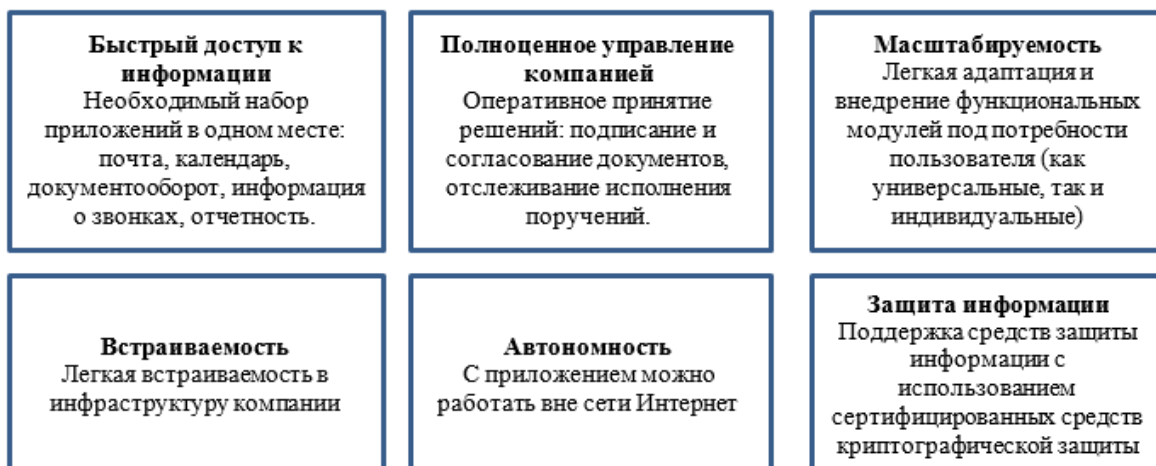 Быстрый доступ к
информации
Необходимый набор
приложений в одном месте:
почта, календарь,
документооборот, информация
о звонках, отчетность.
Полноценное управление
компанией
Оперативное принятие
решений: подписание и
согласование документов,
отслеживание исполнения
поручений.
Масштабируемость
Легкая адаптация и
внедрение функциональных
модулей под потребности
пользователя (как
универсальные, так и
индивидуальные)
Встраиваемость
Легкая встраиваемость в
инфраструктуру компании
Автономность
С приложением можно
работать вне сети Интернет
Защита информации
Поддержка средств защиты
информации с
использованием
сертифицированных средств
криптографической защиты